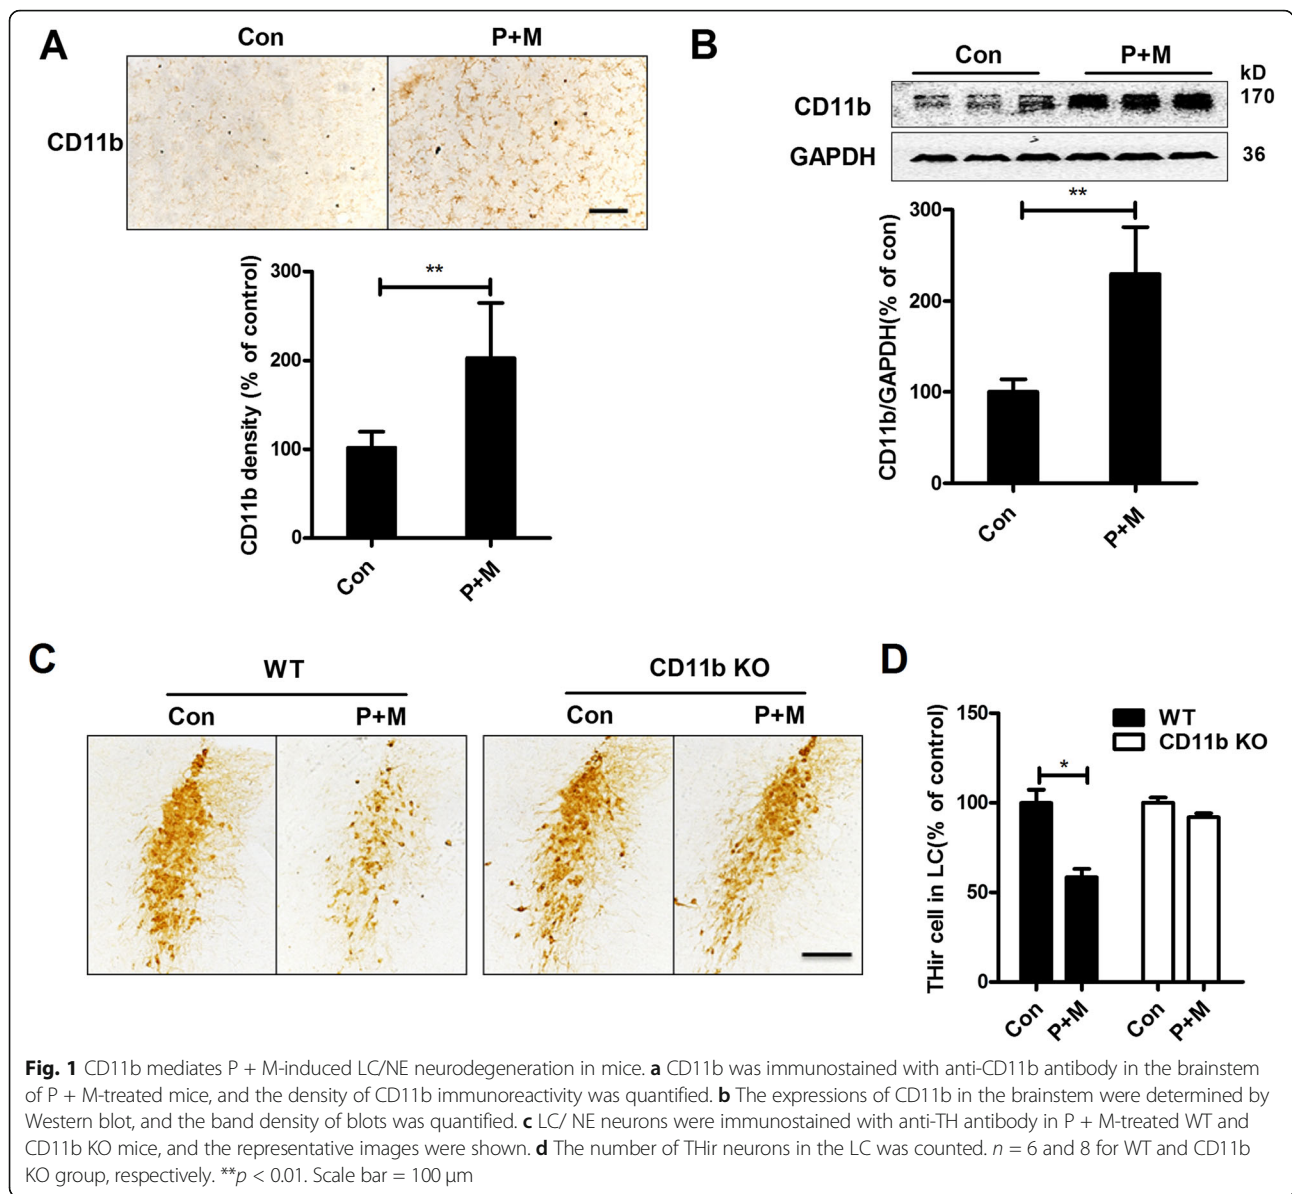 A
Con
P+M
CD11b
CD11b density (% of control)
300
200
100
0
**
Con
P+M
B
Con
P+M
kD
CD11b
170
GAPDH
36
CD11b/GAPDH(% of con)
300
200
100
0
**
Con
P+M
C
WT
CD11b KO
Con
P+M
Con
P+M
D
THir cell in LC(% of control)
150
100
50
0
*
WT
CD11b KO
Con
P+M
Con
P+M
Fig. 1 CD11b mediates P + M-induced LC/NE neurodegeneration in mice. a CD11b was immunostained with anti-CD11b antibody in the brainstem
of P + M-treated mice, and the density of CD11b immunoreactivity was quantified. b The expressions of CD11b in the brainstem were determined by
Western blot, and the band density of blots was quantified. c LC/ NE neurons were immunostained with anti-TH antibody in P + M-treated WT and
CD11b KO mice, and the representative images were shown. d The number of THir neurons in the LC was counted. n = 6 and 8 for WT and CD11b
KO group, respectively. **p < 0.01. Scale bar = 100 μm